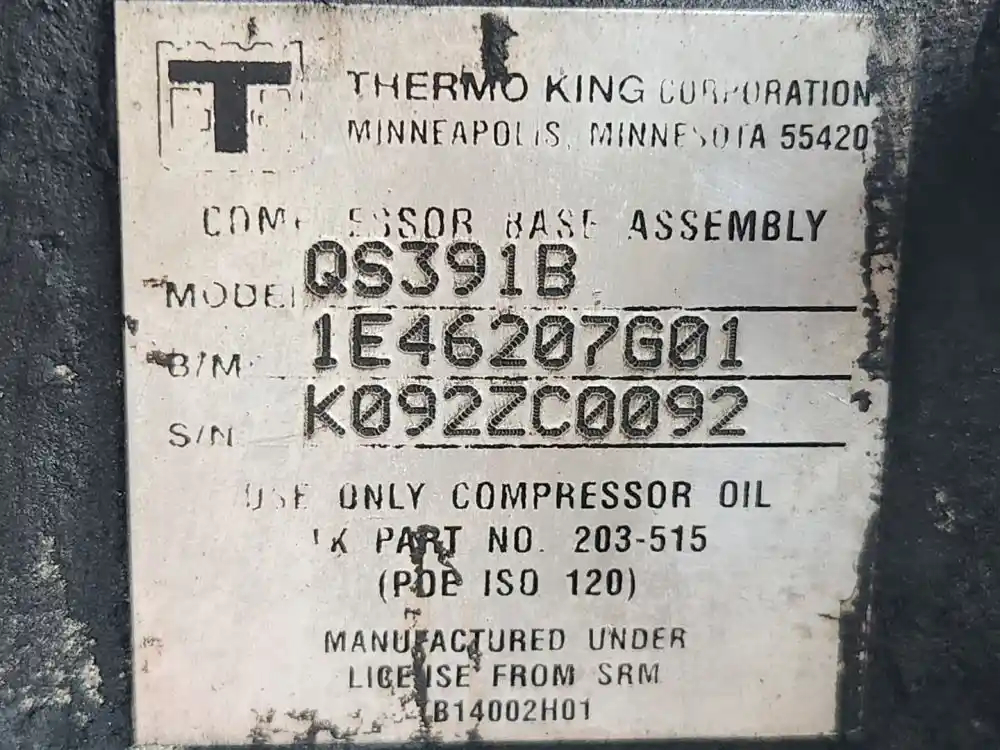 T
THERMO KING CORPORATION
MINNEAPOLIS, MINNESOTA 55420
COMPRESSOR BASE ASSEMBLY
MODEL QS391B
B/M 1E46207G01
S/N K092ZC0092
USE ONLY COMPRESSOR OIL
TK PART NO. 203-515
(POE ISO 120)
MANUFACTURED UNDER
LICENSE FROM SRM
1B14002H01